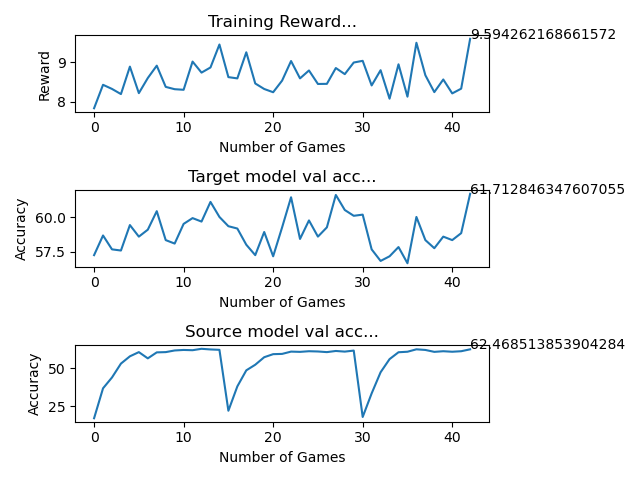 Training Reward...
9.594262168661572
Reward
9
8
0
10
20
30
40
Number of Games
Target model val acc...
61.712846347607055
Accuracy
60.0
57.5
0
10
20
30
40
Number of Games
Source model val acc...
62.468513853904284
Accuracy
50
25
0
10
20
30
40
Number of Games